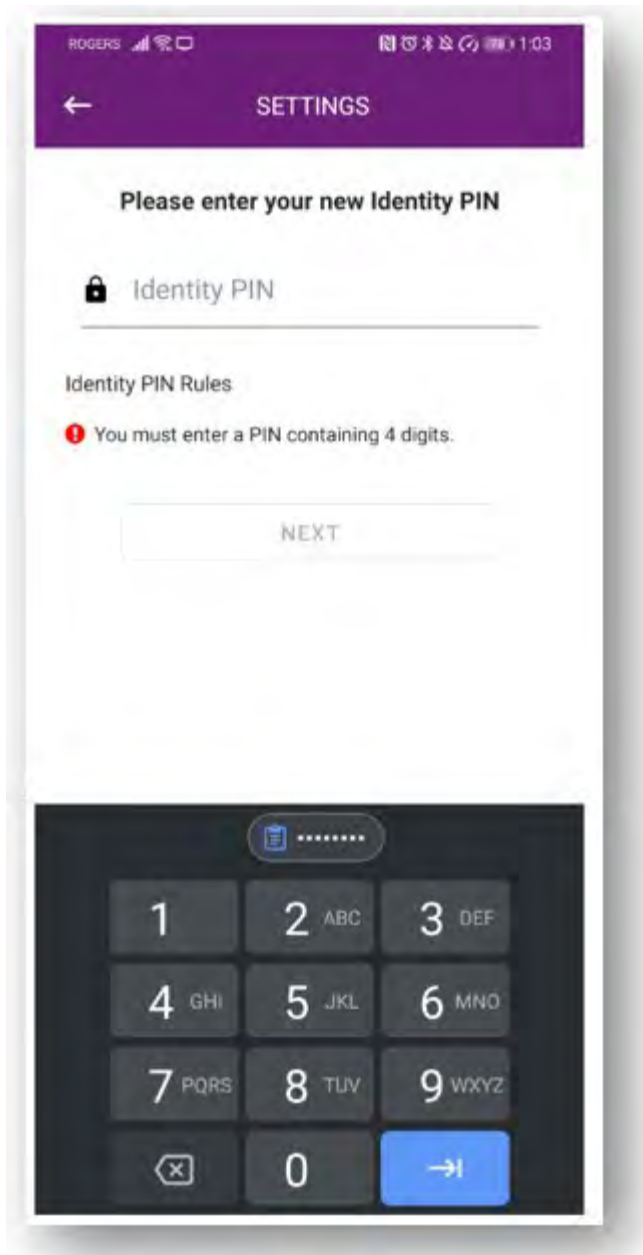 ROGERS 1:03
SETTINGS
Please enter your new Identity PIN
Identity PIN
Identity PIN Rules
You must enter a PIN containing 4 digits.
NEXT
1 2 ABC 3 DEF
4 GHI 5 JKL 6 MNO
7 PQRS 8 TUV 9 WXYZ
0